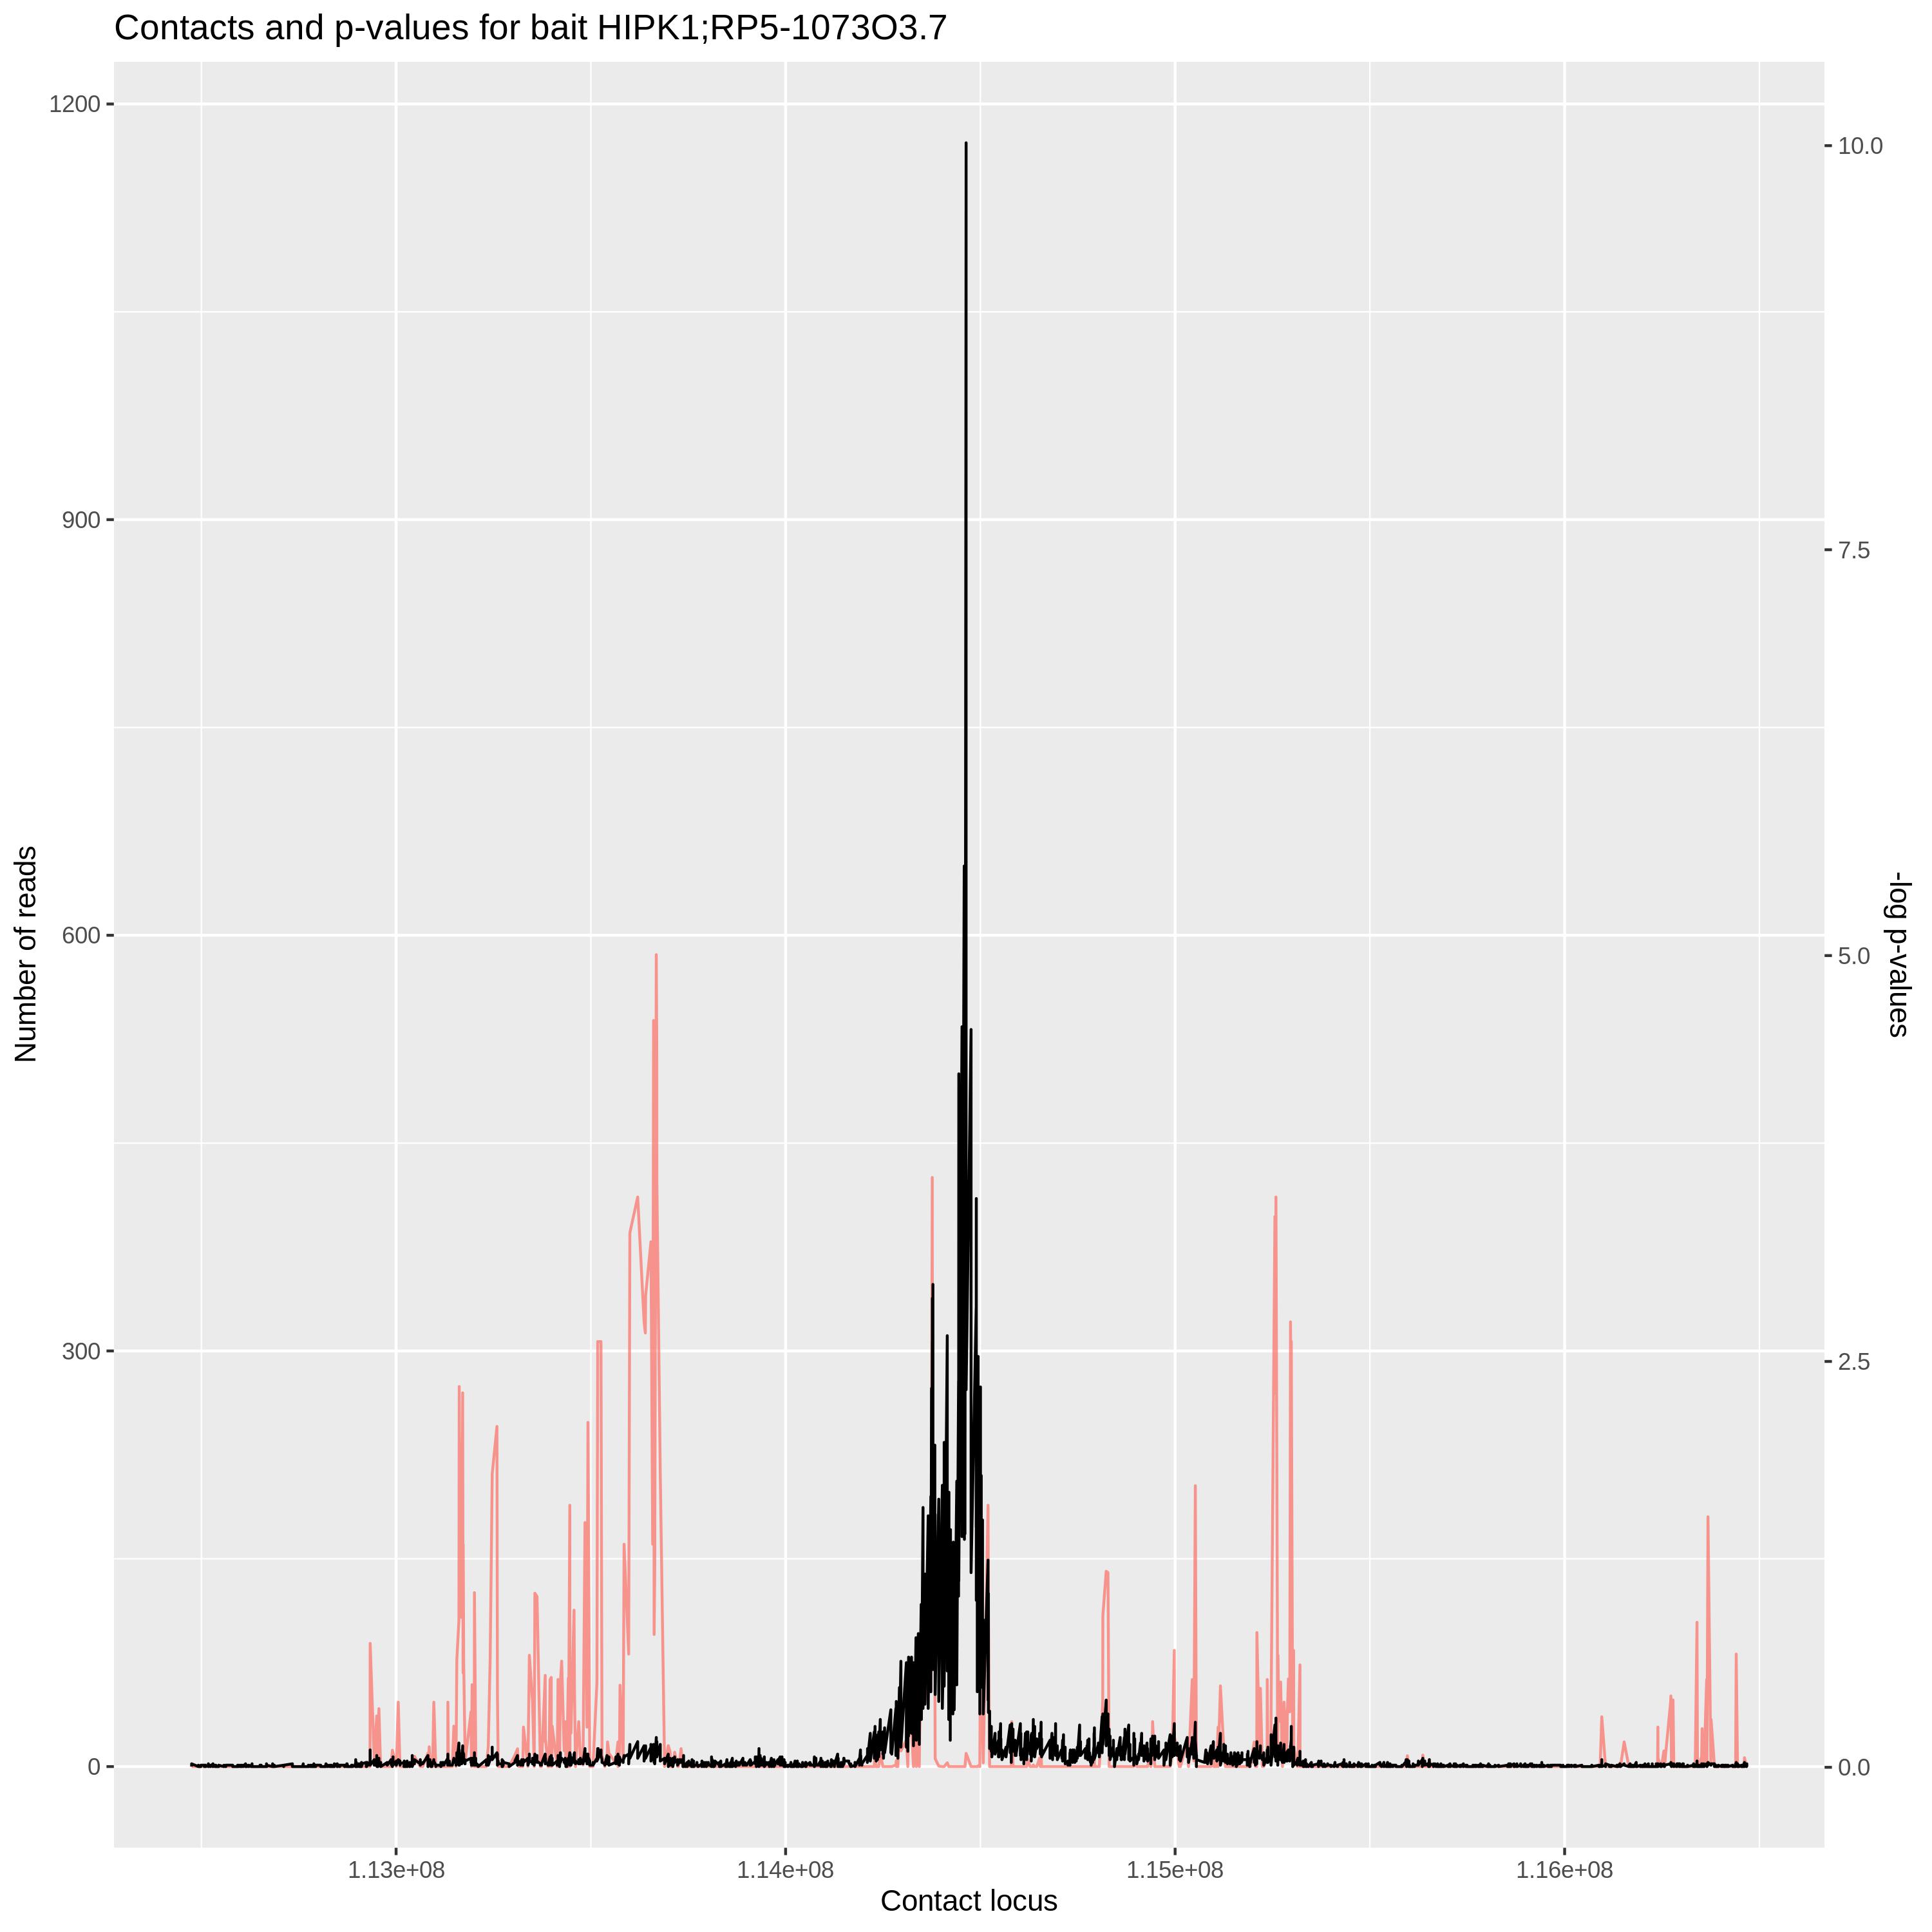 Contacts and p-values for bait HIPK1;RP5-1073O3.7
1200
900
600
300
0
Number of reads
10.0
7.5
5.0
2.5
0.0
-log p-values
1.13e+08
1.14e+08
1.15e+08
1.16e+08
Contact locus